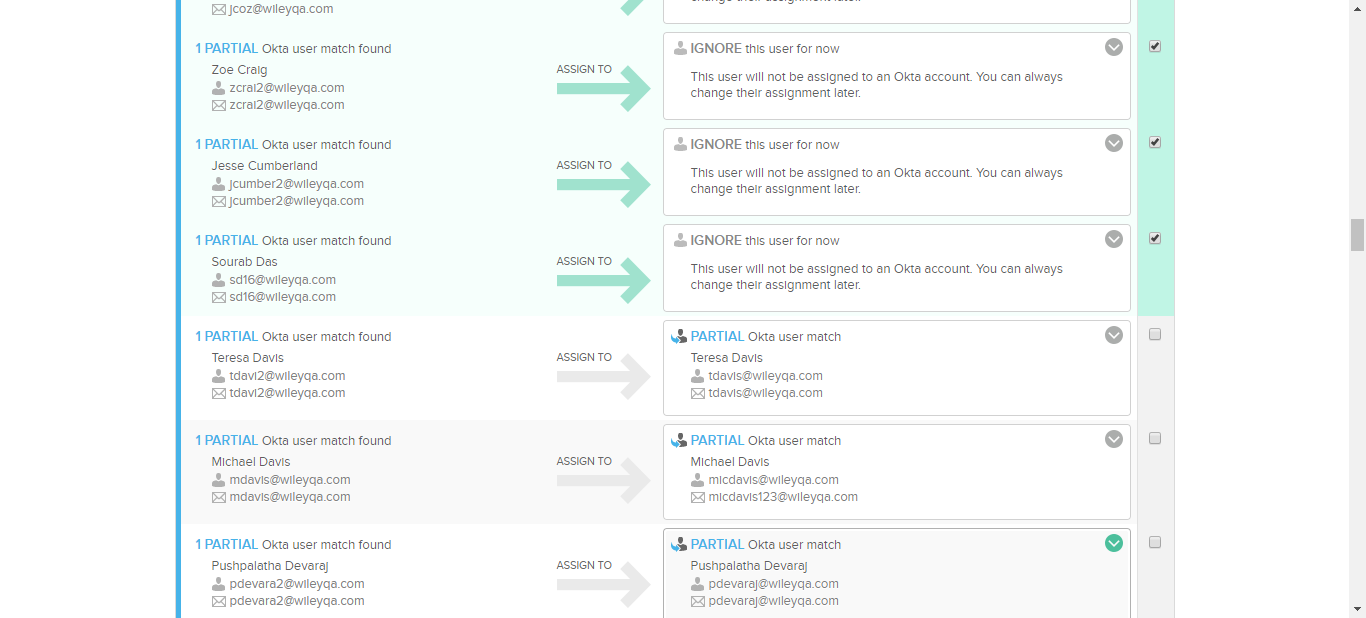 jcoz@wileyqa.com
change their assignment later.
1 PARTIAL Okta user match found
Zoe Craig
zcrai2@wileyqa.com
zcrai2@wileyqa.com
ASSIGN TO
IGNORE this user for now
This user will not be assigned to an Okta account. You can always
change their assignment later.
1 PARTIAL Okta user match found
Jesse Cumberland
jcumber2@wileyqa.com
jcumber2@wileyqa.com
ASSIGN TO
IGNORE this user for now
This user will not be assigned to an Okta account. You can always
change their assignment later.
1 PARTIAL Okta user match found
Sourab Das
sd16@wileyqa.com
sd16@wileyqa.com
ASSIGN TO
IGNORE this user for now
This user will not be assigned to an Okta account. You can always
change their assignment later.
1 PARTIAL Okta user match found
Teresa Davis
tdavi2@wileyqa.com
tdavi2@wileyqa.com
ASSIGN TO
PARTIAL Okta user match
Teresa Davis
tdavis@wileyqa.com
tdavis@wileyqa.com
1 PARTIAL Okta user match found
Michael Davis
mdavis@wileyqa.com
mdavis@wileyqa.com
ASSIGN TO
PARTIAL Okta user match
Michael Davis
micdavis@wileyqa.com
micdavis123@wileyqa.com
1 PARTIAL Okta user match found
Pushpalatha Devaraj
pdevara2@wileyqa.com
pdevara2@wileyqa.com
ASSIGN TO
PARTIAL Okta user match
Pushpalatha Devaraj
pdevaraj@wileyqa.com
pdevaraj@wileyqa.com